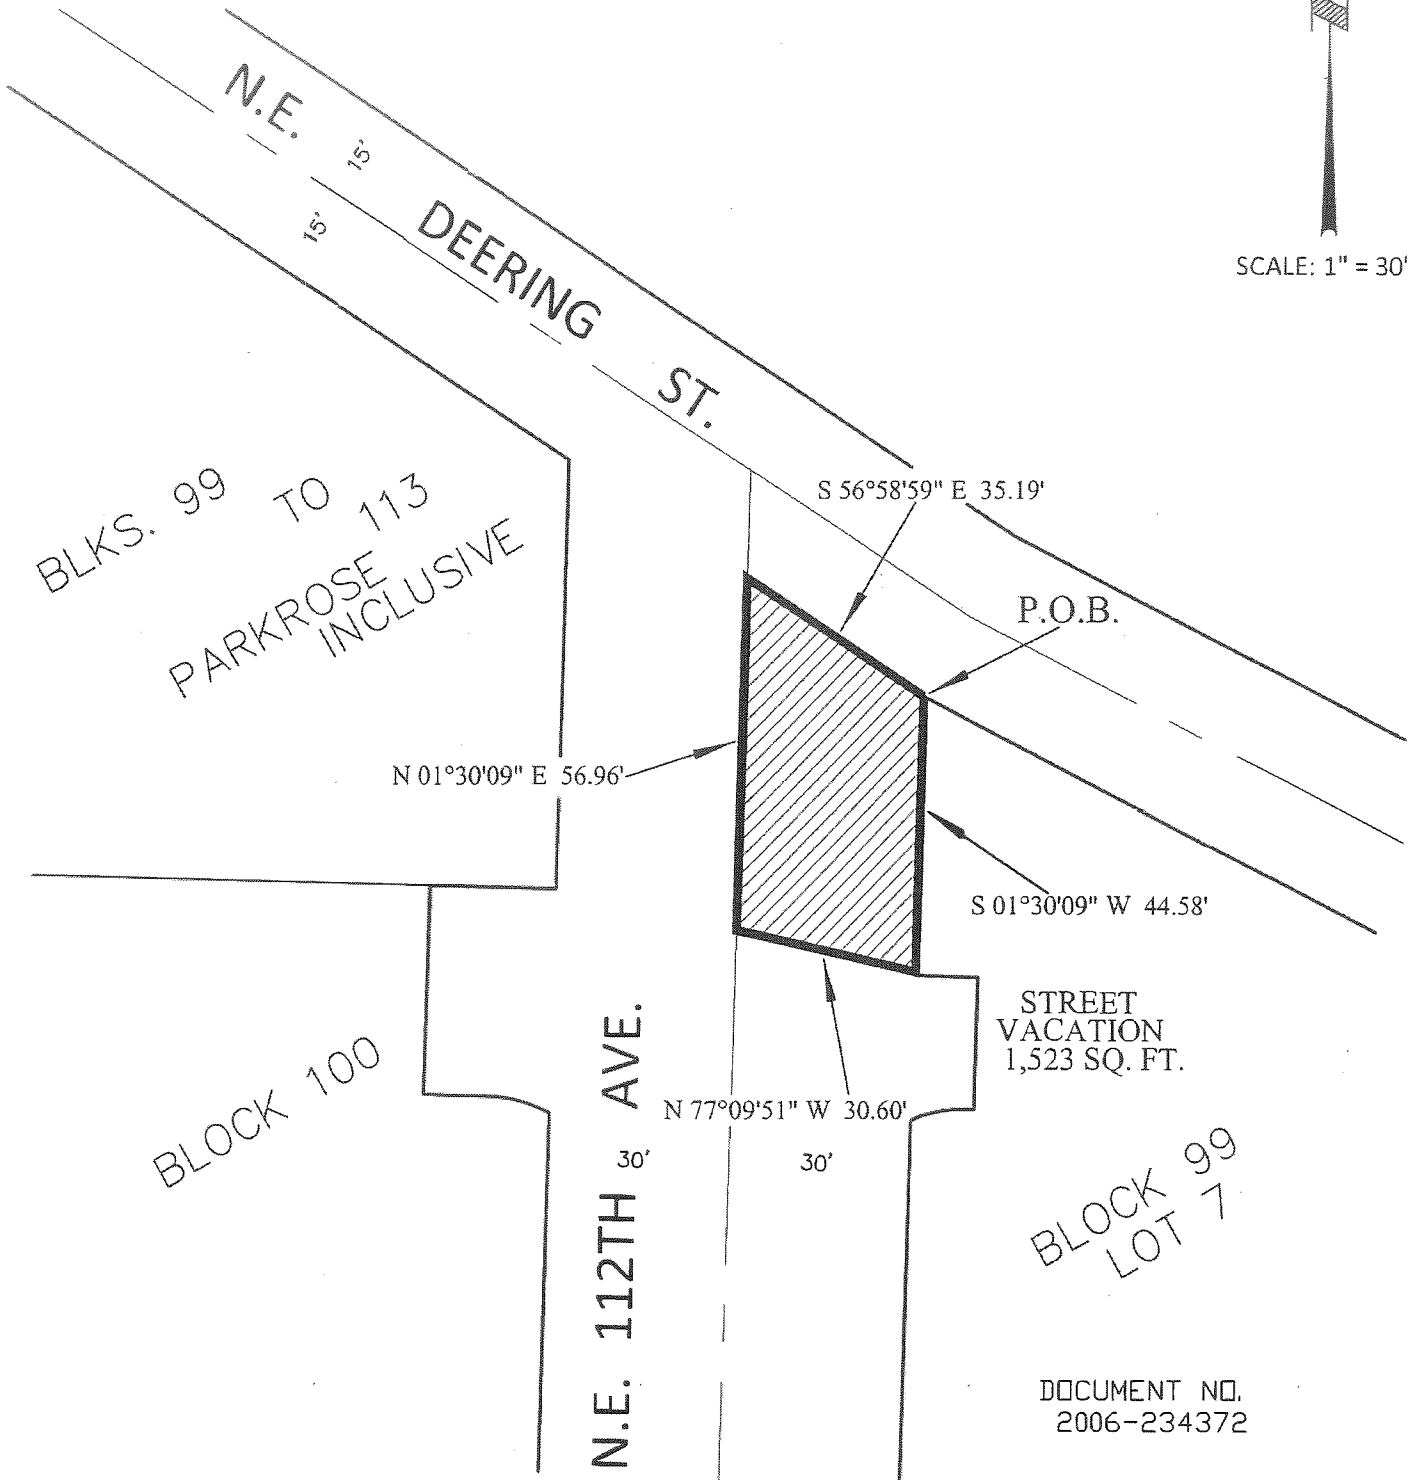 N.E. DEERING ST.
15'
15'
SCALE: 1" = 30'
BLKS. 99 TO 113
PARKROSE
INCLUSIVE
S 56°58'59" E 35.19'
P.O.B.
N 01°30'09" E 56.96'
S 01°30'09" W 44.58'
STREET
VACATION
1,523 SQ. FT.
N 77°09'51" W 30.60'
BLOCK 100
N.E. 112TH AVE.
30'
30'
BLOCK 99
LOT 7
DOCUMENT NO.
2006-234372